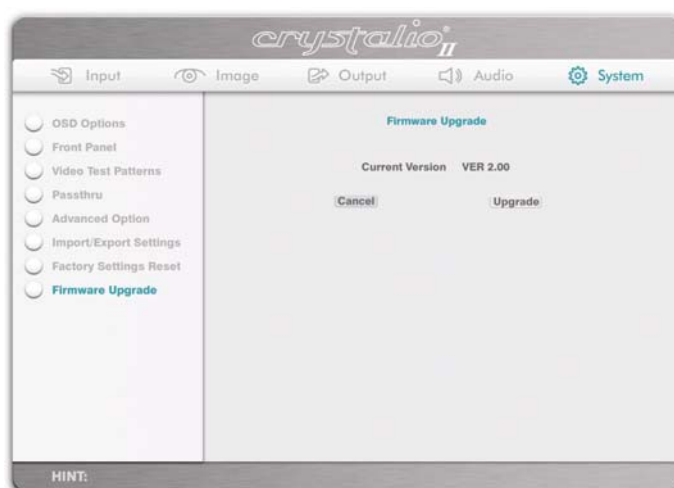 crystalio® II
Input Image Output Audio System
OSD Options
Front Panel
Video Test Patterns
Passthru
Advanced Option
Import/Export Settings
Factory Settings Reset
Firmware Upgrade
Firmware Upgrade
Current Version VER 2.00
Cancel Upgrade
HINT: